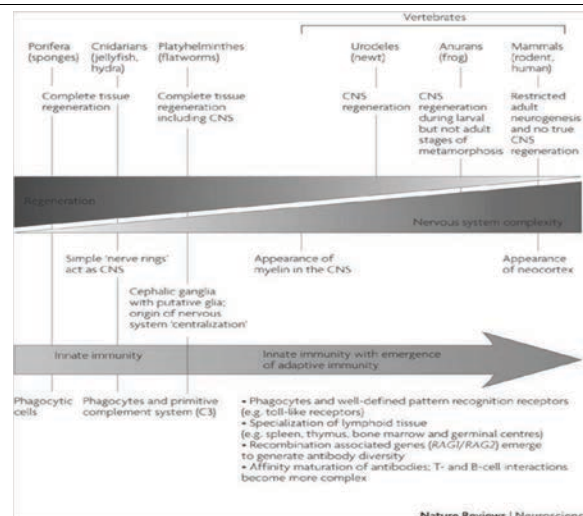 Vertebrates
Porifera
(sponges)
Cnidarians
(jellyfish,
hydra)
Platyhelminthes
(flatworms)
Urodeles
(newt)
Anurans
(frog)
Mammals
(rodent,
human)
Complete tissue
regeneration
Complete tissue
regeneration
including CNS
CNS
regeneration
CNS
regeneration
during larval
but not adult
stages of
metamorphosis
Restricted
adult
neurogenesis
and no true
CNS
regeneration
Regeneration
Nervous system complexity
Simple 'nerve rings'
act as CNS
Cephalic ganglia
with putative glia;
origin of nervous
system 'centralization'
Appearance of
myelin in the CNS
Appearance
of neocortex
Innate immunity
Innate immunity with emergence
of adaptive immunity
Phagocytic
cells
Phagocytes and primitive
complement system (C3)
• Phagocytes and well-defined pattern recognition receptors
(e.g. toll-like receptors)
• Specialization of lymphoid tissue
(e.g. spleen, thymus, bone marrow and germinal centres)
• Recombination associated genes (RAG1/RAG2) emerge
to generate antibody diversity
• Affinity maturation of antibodies; T- and B-cell interactions
become more complex
Nature Reviews | Neuroscience